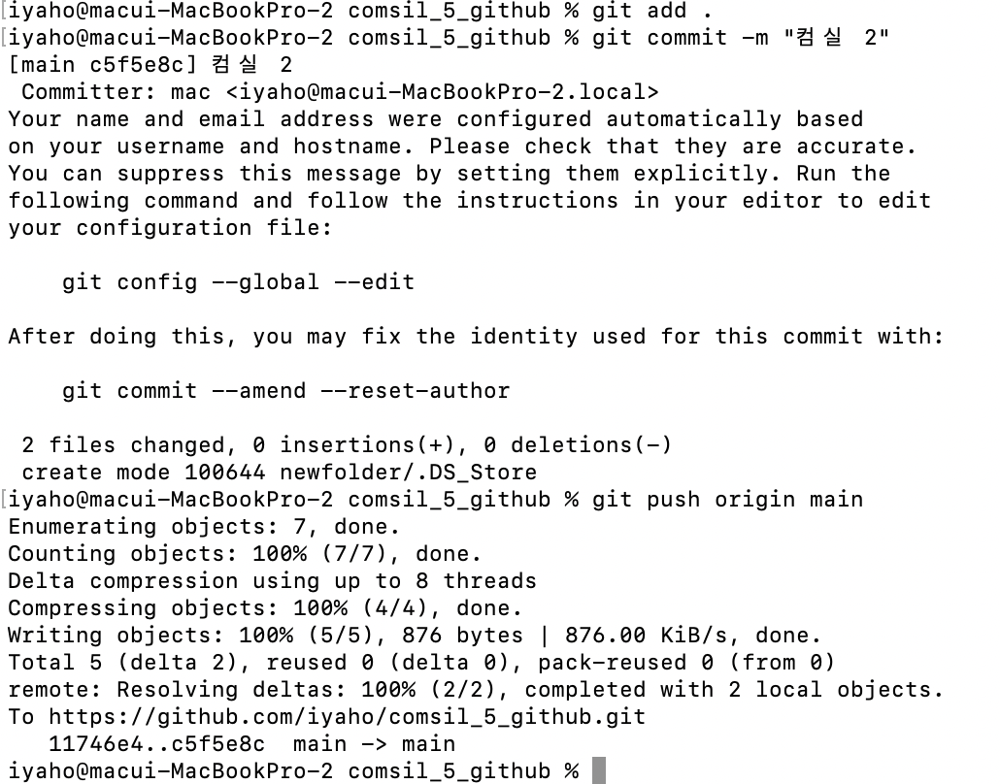 [iyaho@macui-MacBookPro-2 comsil_5_github % git add .
[iyaho@macui-MacBookPro-2 comsil_5_github % git commit -m "컴실 2"
[main c5f5e8c] 컴실 2
 Committer: mac <iyaho@macui-MacBookPro-2.local>
Your name and email address were configured automatically based
on your username and hostname. Please check that they are accurate.
You can suppress this message by setting them explicitly. Run the
following command and follow the instructions in your editor to edit
your configuration file:

    git config --global --edit

After doing this, you may fix the identity used for this commit with:

    git commit --amend --reset-author

 2 files changed, 0 insertions(+), 0 deletions(-)
 create mode 100644 newfolder/.DS_Store
[iyaho@macui-MacBookPro-2 comsil_5_github % git push origin main
Enumerating objects: 7, done.
Counting objects: 100% (7/7), done.
Delta compression using up to 8 threads
Compressing objects: 100% (4/4), done.
Writing objects: 100% (5/5), 876 bytes | 876.00 KiB/s, done.
Total 5 (delta 2), reused 0 (delta 0), pack-reused 0 (from 0)
remote: Resolving deltas: 100% (2/2), completed with 2 local objects.
To https://github.com/iyaho/comsil_5_github.git
   11746e4..c5f5e8c  main -> main
iyaho@macui-MacBookPro-2 comsil_5_github %